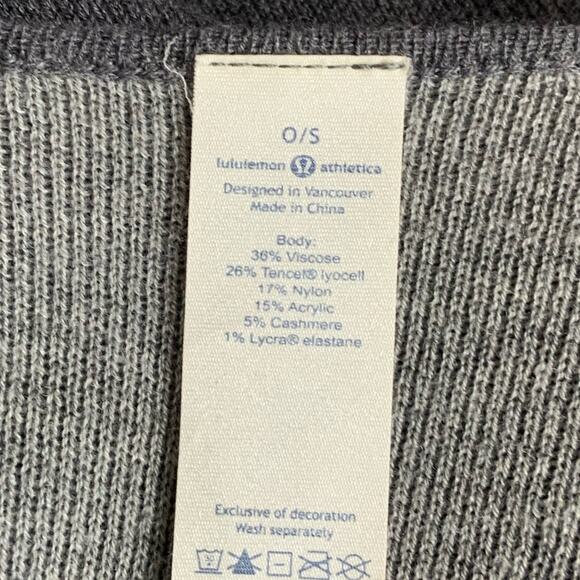 O/S
lululemon athletica
Designed in Vancouver
Made in China
Body:
36% Viscose
26% Tencel® lyocell
17% Nylon
15% Acrylic
5% Cashmere
1% Lycra® elastane
Exclusive of decoration
Wash separately